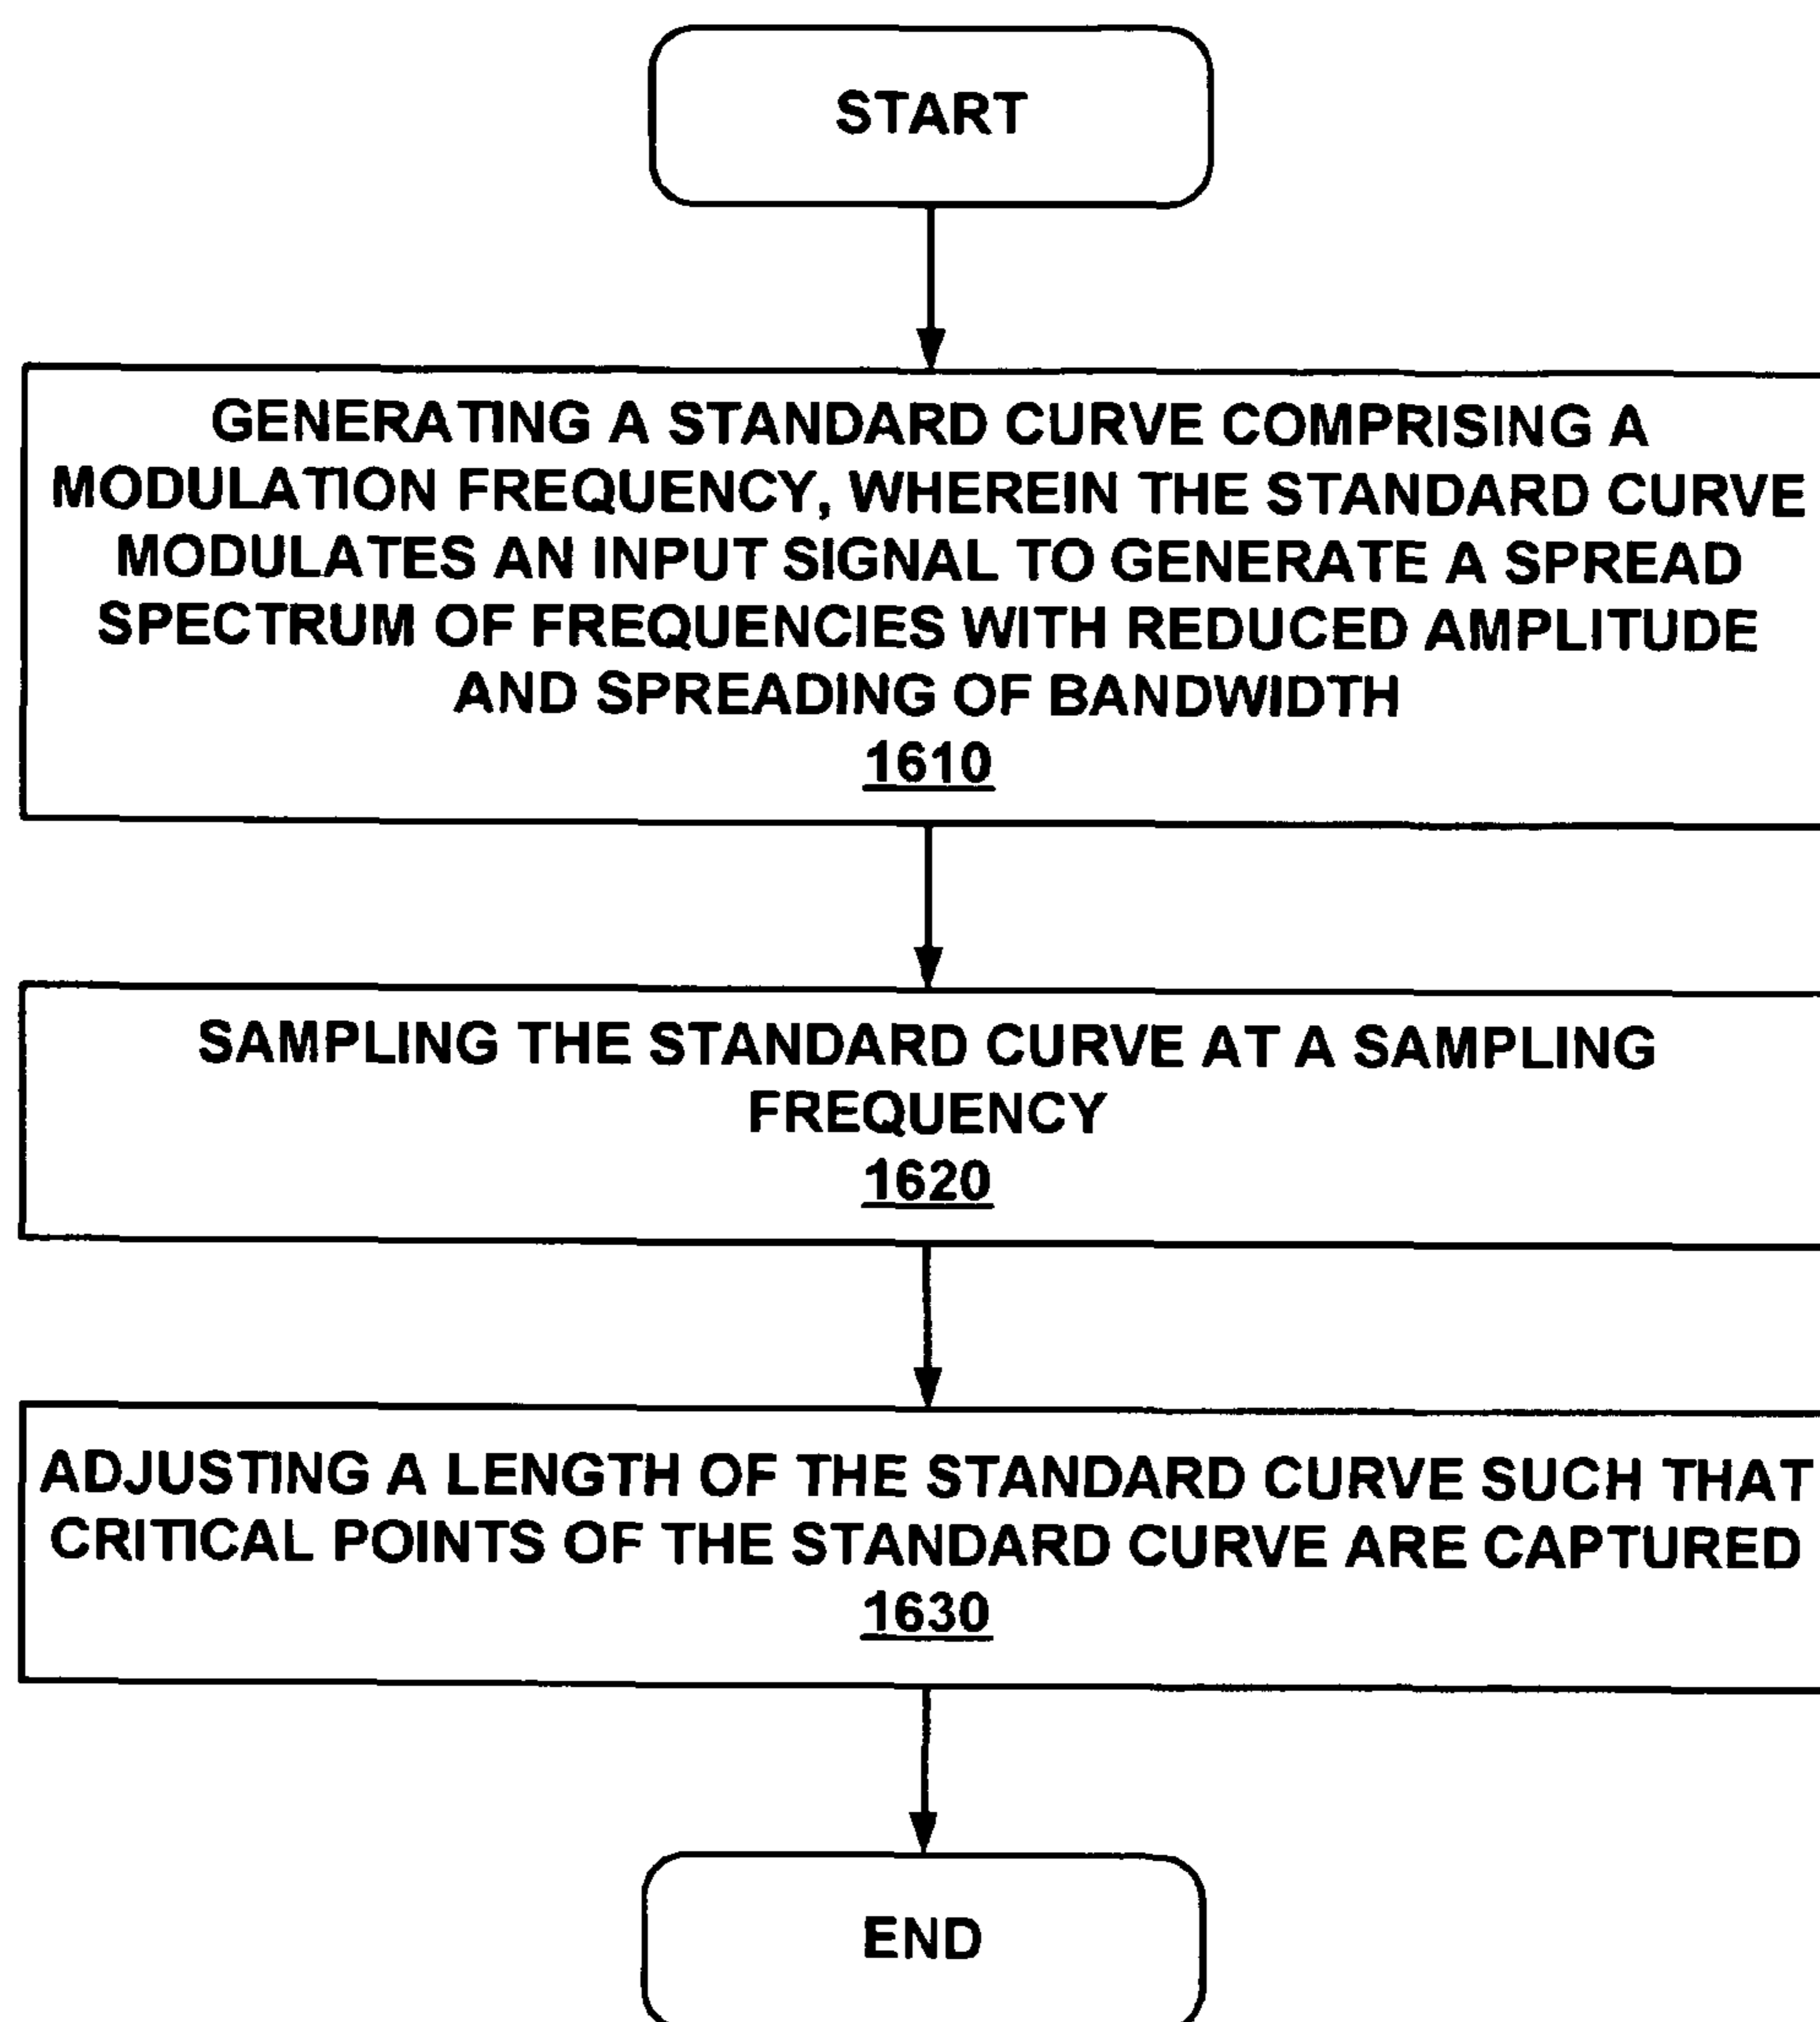 START
GENERATING A STANDARD CURVE COMPRISING A
MODULATION FREQUENCY, WHEREIN THE STANDARD CURVE
MODULATES AN INPUT SIGNAL TO GENERATE A SPREAD
SPECTRUM OF FREQUENCIES WITH REDUCED AMPLITUDE
AND SPREADING OF BANDWIDTH
1610
SAMPLING THE STANDARD CURVE AT A SAMPLING
FREQUENCY
1620
ADJUSTING A LENGTH OF THE STANDARD CURVE SUCH THAT
CRITICAL POINTS OF THE STANDARD CURVE ARE CAPTURED
1630
END